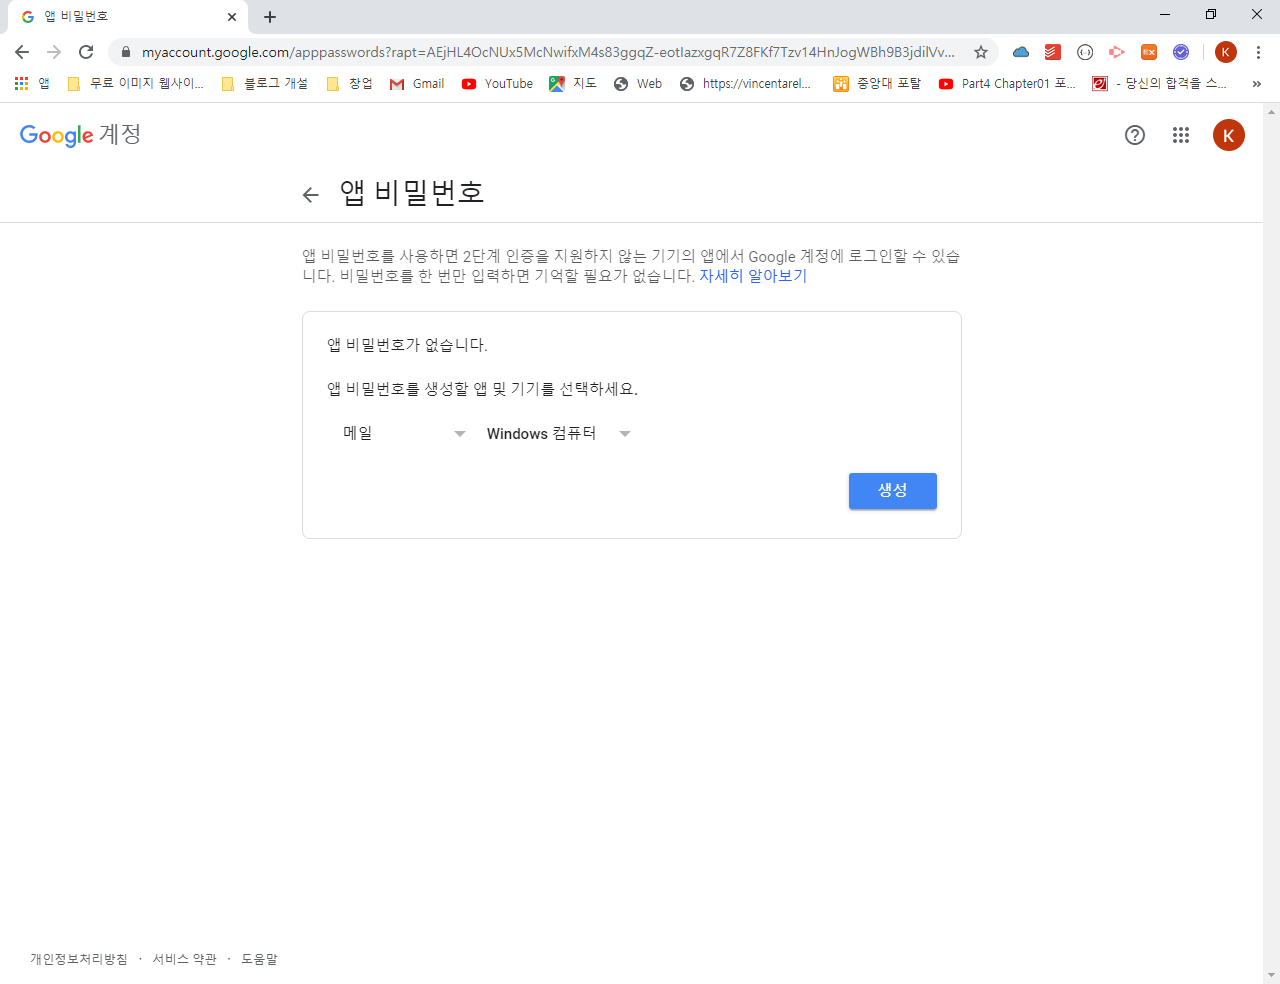 앱 비밀번호
myaccount.google.com/apppasswords?rapt=AEjHL4OcNUx5McNwifxM4s83ggqZ-eotIazxgqR7Z8FKf7Tzv14HnJogWBh9B3jdilVv...
K
앱 무료 이미지 웹사이... 블로그 개설 창업 Gmail YouTube 지도 Web https://vincentarel... 중앙대 포탈 Part4 Chapter01 포... - 당신의 합격을 스... »
Google 계정
K
앱 비밀번호
앱 비밀번호를 사용하면 2단계 인증을 지원하지 않는 기기의 앱에서 Google 계정에 로그인할 수 있습
니다. 비밀번호를 한 번만 입력하면 기억할 필요가 없습니다. 자세히 알아보기
앱 비밀번호가 없습니다.
앱 비밀번호를 생성할 앱 및 기기를 선택하세요.
메일 Windows 컴퓨터
생성
개인정보처리방침 · 서비스 약관 · 도움말